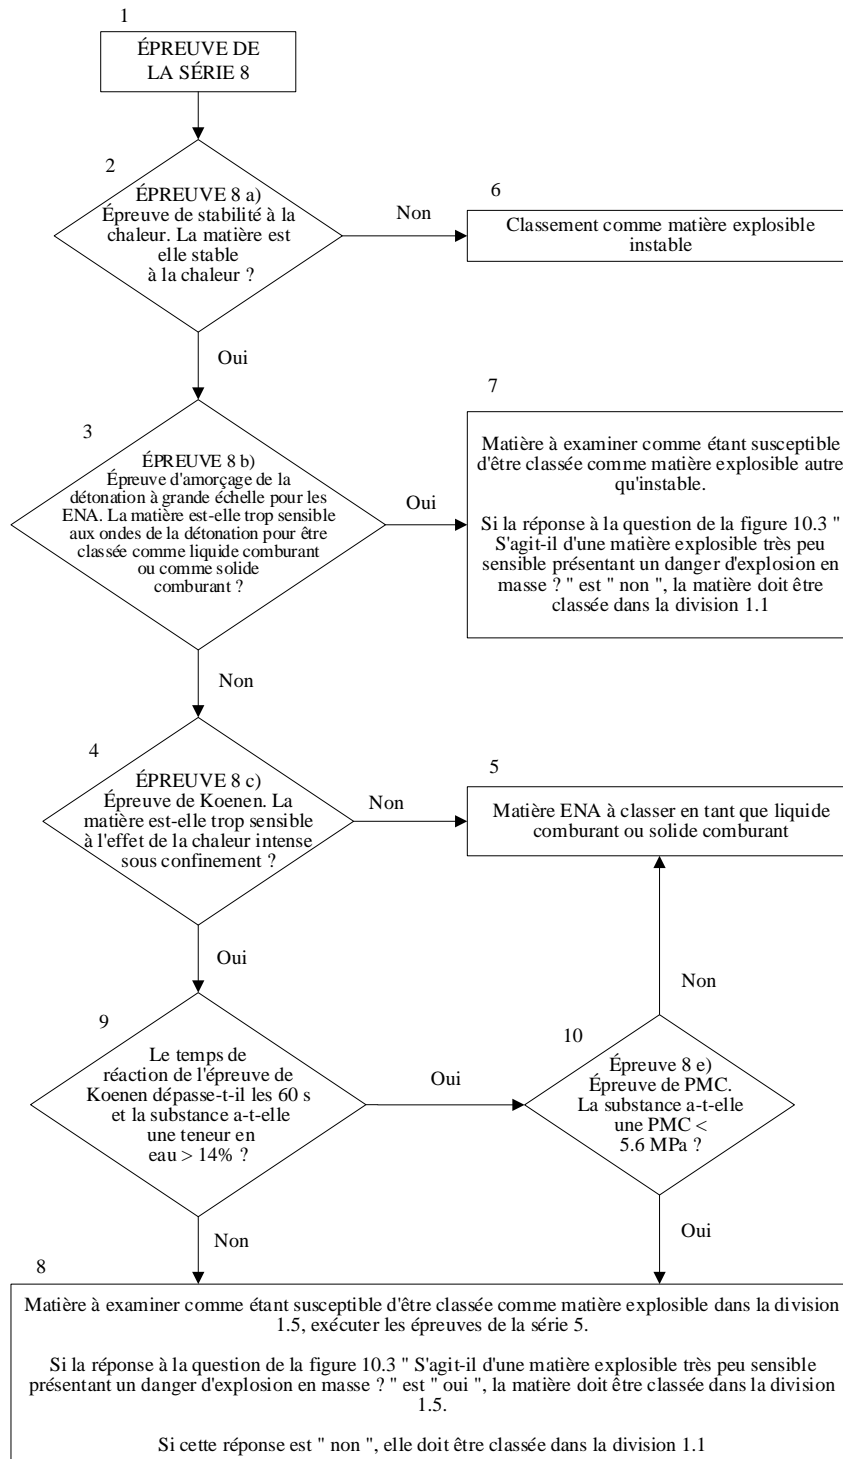 1
ÉPREUVE DE
LA SÉRIE 8
2
ÉPREUVE 8 a)
Épreuve de stabilité à la
chaleur. La matière est
elle stable
à la chaleur ?
Non
6
Classement comme matière explosible
instable
Oui
3
ÉPREUVE 8 b)
Épreuve d'amorçage de la
détonation à grande échelle pour les
ENA. La matière est-elle trop sensible
aux ondes de la détonation pour être
classée comme liquide comburant
ou comme solide
comburant ?
Oui
7
Matière à examiner comme étant susceptible
d'être classée comme matière explosible autre
qu'instable.
Si la réponse à la question de la figure 10.3 "
S'agit-il d'une matière explosible très peu
sensible présentant un danger d'explosion en
masse ? " est " non ", la matière doit être
classée dans la division 1.1
Non
4
ÉPREUVE 8 c)
Épreuve de Koenen. La
matière est-elle trop sensible
à l'effet de la chaleur intense
sous confinement ?
Non
5
Matière ENA à classer en tant que liquide
comburant ou solide comburant
Oui
9
Le temps de
réaction de l'épreuve de
Koenen dépasse-t-il les 60 s
et la substance a-t-elle
une teneur en
eau > 14% ?
Oui
Non
10
Épreuve 8 e)
Épreuve de PMC.
La substance a-t-elle
une PMC <
5.6 MPa ?
Non
Oui
8
Matière à examiner comme étant susceptible d'être classée comme matière explosible dans la division
1.5, exécuter les épreuves de la série 5.
Si la réponse à la question de la figure 10.3 " S'agit-il d'une matière explosible très peu sensible
présentant un danger d'explosion en masse ? " est " oui ", la matière doit être classée dans la division
1.5.
Si cette réponse est " non ", elle doit être classée dans la division 1.1